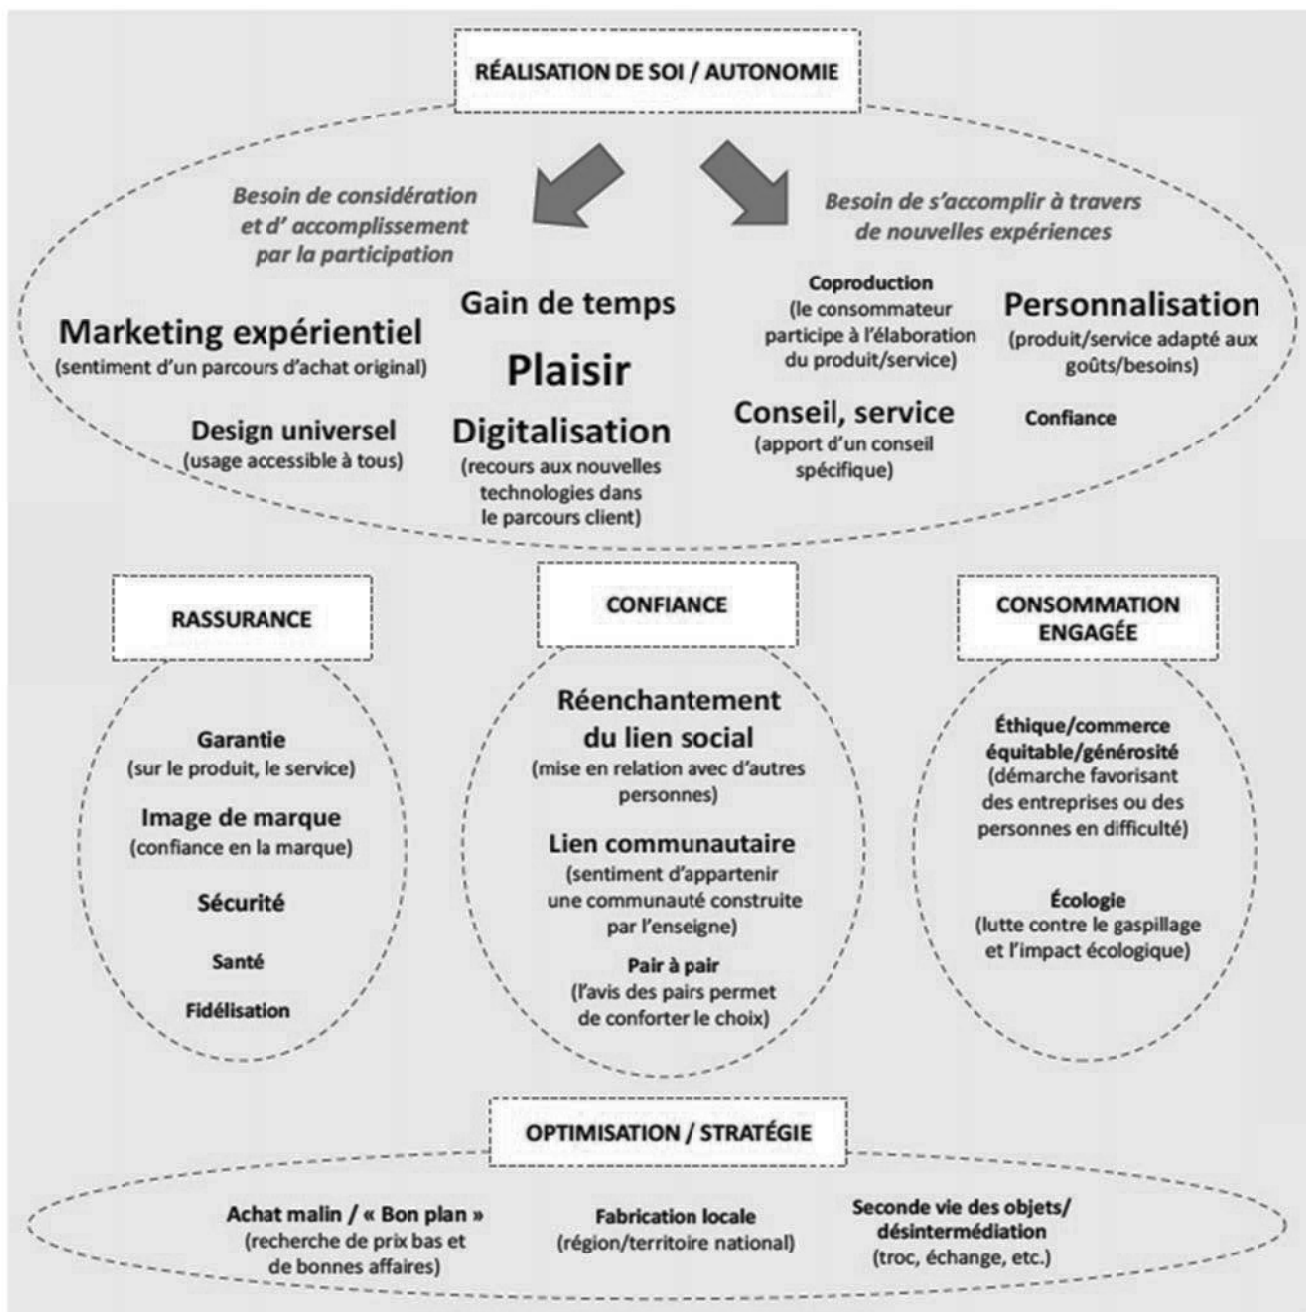 RÉALISATION DE SOI / AUTONOMIE
Besoin de considération
et d' accomplissement
par la participation
Besoin de s'accomplir à travers
de nouvelles expériences
Marketing expérientiel
(sentiment d'un parcours d'achat original)
Design universel
(usage accessible à tous)
Gain de temps
Plaisir
Digitalisation
(recours aux nouvelles
technologies dans
le parcours client)
Coproduction
(le consommateur
participe à l'élaboration
du produit/service)
Conseil, service
(apport d'un conseil
spécifique)
Personnalisation
(produit/service adapté aux
goûts/besoins)
Confiance
RASSURANCE
Garantie
(sur le produit, le service)
Image de marque
(confiance en la marque)
Sécurité
Santé
Fidélisation
CONFIANCE
Réenchantement
du lien social
(mise en relation avec d'autres
personnes)
Lien communautaire
(sentiment d'appartenir
une communauté construite
par l'enseigne)
Pair à pair
(l'avis des pairs permet
de conforter le choix)
CONSOMMATION
ENGAGÉE
Éthique/commerce
équitable/générosité
(démarche favorisant
des entreprises ou des
personnes en difficulté)
Écologie
(lutte contre le gaspillage
et l'impact écologique)
OPTIMISATION / STRATÉGIE
Achat malin / « Bon plan »
(recherche de prix bas et
de bonnes affaires)
Fabrication locale
(région/territoire national)
Seconde vie des objets/
désintermédiation
(troc, échange, etc.)